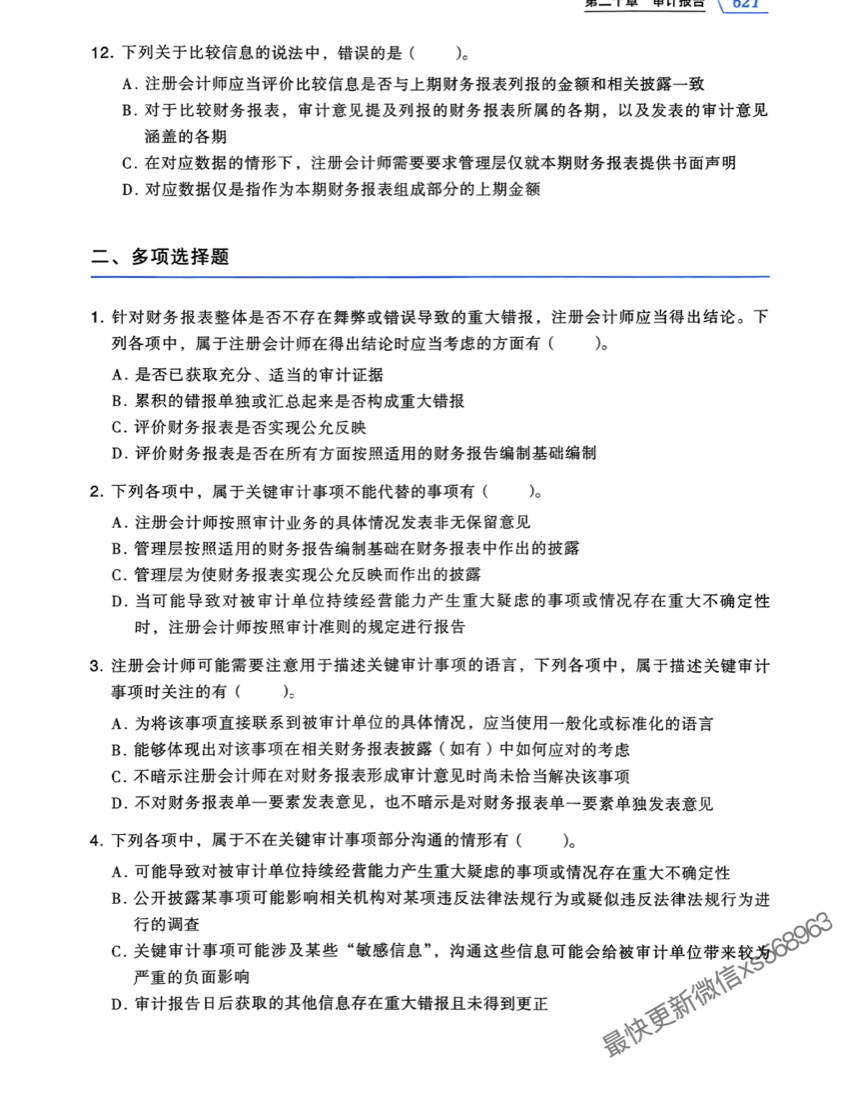 第二十章 审计报告 621
12. 下列关于比较信息的说法中，错误的是（　　）。
A. 注册会计师应当评价比较信息是否与上期财务报表列报的金额和相关披露一致
B. 对于比较财务报表，审计意见提及列报的财务报表所属的各期，以及发表的审计意见
涵盖的各期
C. 在对应数据的情形下，注册会计师需要要求管理层仅就本期财务报表提供书面声明
D. 对应数据仅是指作为本期财务报表组成部分的上期金额
二、多项选择题
1. 针对财务报表整体是否不存在舞弊或错误导致的重大错报，注册会计师应当得出结论。下
列各项中，属于注册会计师在得出结论时应当考虑的方面有（　　）。
A. 是否已获取充分、适当的审计证据
B. 累积的错报单独或汇总起来是否构成重大错报
C. 评价财务报表是否实现公允反映
D. 评价财务报表是否在所有方面按照适用的财务报告编制基础编制
2. 下列各项中，属于关键审计事项不能代替的事项有（　　）。
A. 注册会计师按照审计业务的具体情况发表非无保留意见
B. 管理层按照适用的财务报告编制基础在财务报表中作出的披露
C. 管理层为使财务报表实现公允反映而作出的披露
D. 当可能导致对被审计单位持续经营能力产生重大疑虑的事项或情况存在重大不确定性
时，注册会计师按照审计准则的规定进行报告
3. 注册会计师可能需要注意用于描述关键审计事项的语言，下列各项中，属于描述关键审计
事项时关注的有（　　）。
A. 为将该事项直接联系到被审计单位的具体情况，应当使用一般化或标准化的语言
B. 能够体现出对该事项在相关财务报表披露（如有）中如何应对的考虑
C. 不暗示注册会计师在对财务报表形成审计意见时尚未恰当解决该事项
D. 不对财务报表单一要素发表意见，也不暗示是对财务报表单一要素单独发表意见
4. 下列各项中，属于不在关键审计事项部分沟通的情形有（　　）。
A. 可能导致对被审计单位持续经营能力产生重大疑虑的事项或情况存在重大不确定性
B. 公开披露某事项可能影响相关机构对某项违反法律法规行为或疑似违反法律法规行为进
行的调查
C. 关键审计事项可能涉及某些“敏感信息”，沟通这些信息可能会给被审计单位带来较为
严重的负面影响
D. 审计报告日后获取的其他信息存在重大错报且未得到更正
最快更新微信xs568963